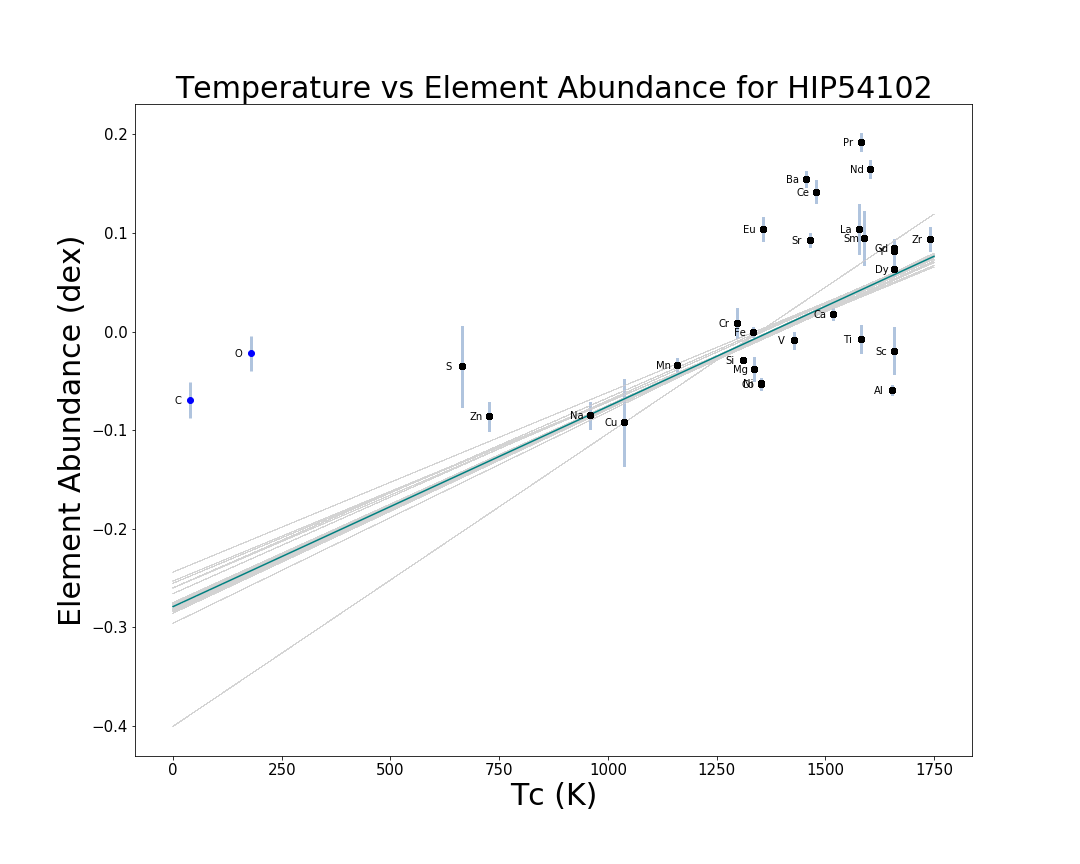 Temperature vs Element Abundance for HIP54102
Element Abundance (dex)
0.2
0.1
0.0
−0.1
−0.2
−0.3
−0.4
Pr
Nd
Ba
Ce
Eu
La
Sr
Sm
Zr
Gd
Y
Dy
Ca
Cr
Fe
V
Ti
Sc
O
S
Mn
Si
Mg
Ni
Co
Al
C
Zn
Na
Cu
0
250
500
750
1000
1250
1500
1750
Tc (K)